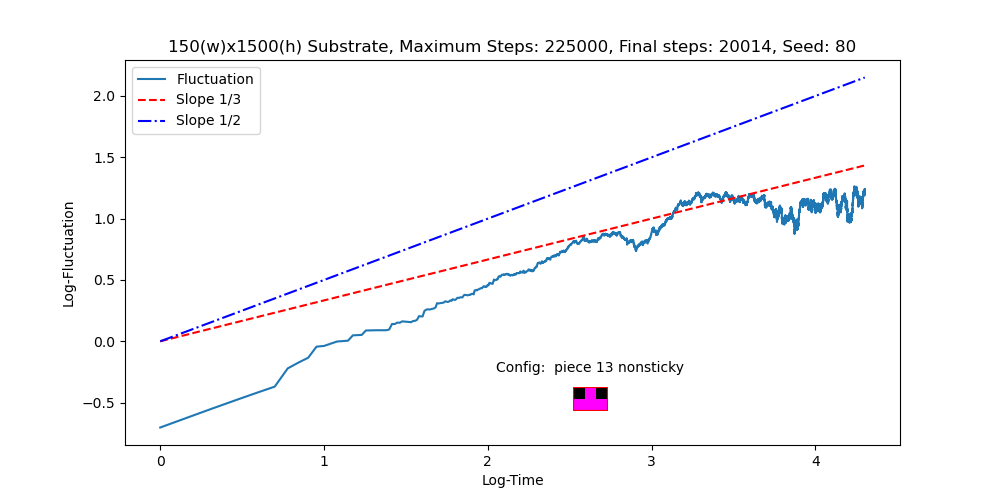 150(w)x1500(h) Substrate, Maximum Steps: 225000, Final steps: 20014, Seed: 80
Fluctuation
Slope 1/3
Slope 1/2
2.0
1.5
1.0
0.5
0.0
−0.5
Log-Fluctuation
Config:  piece 13 nonsticky
0 1 2 3 4
Log-Time